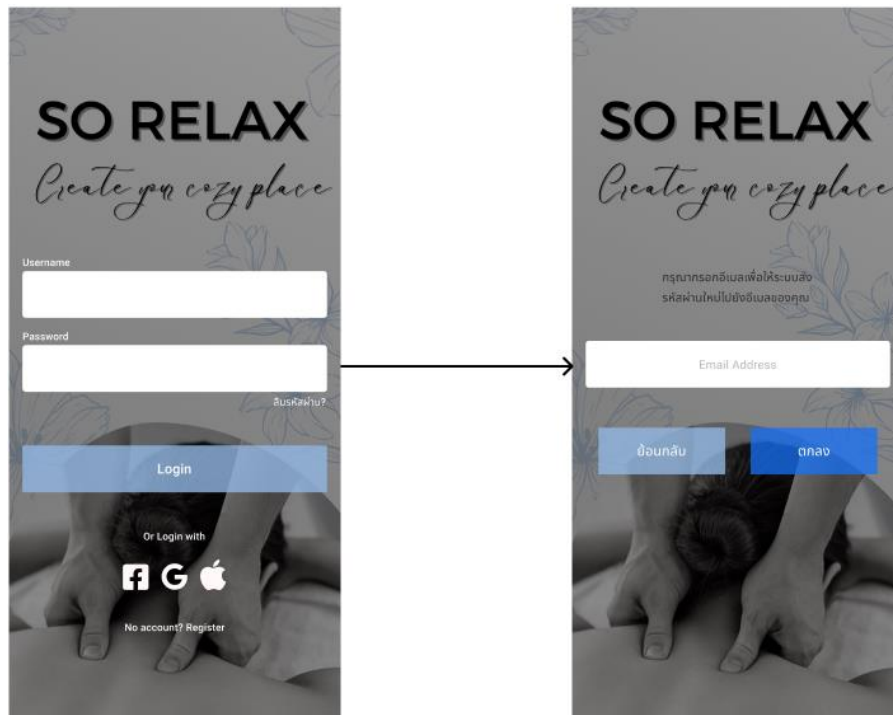 SO RELAX
Create your cozy place
Username
Password
ลืมรหัสผ่าน?
Login
Or Login with
No account? Register
SO RELAX
Create your cozy place
กรุณากรอกอีเมลเพื่อให้ระบบส่ง
รหัสผ่านใหม่ไปยังอีเมลของคุณ
Email Address
ย้อนกลับ
ตกลง